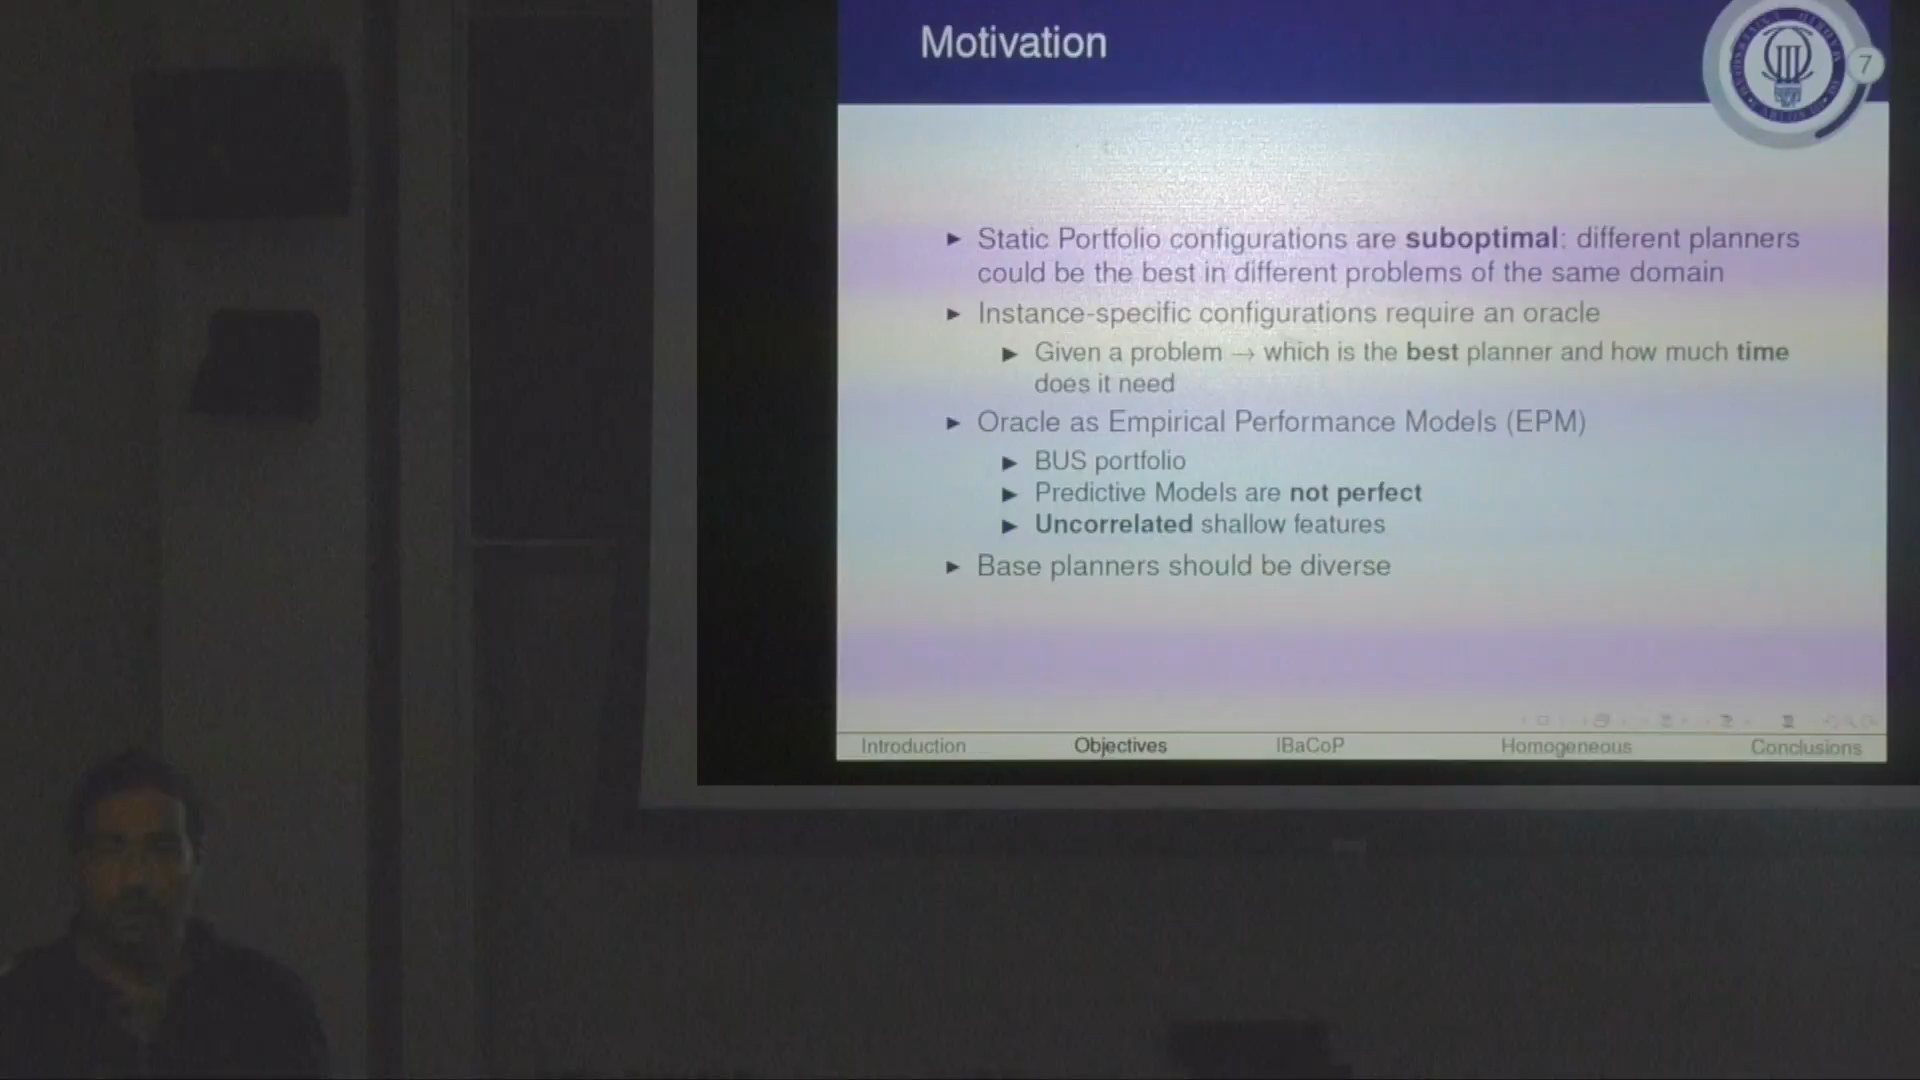 Motivation
7
▶ Static Portfolio configurations are suboptimal: different planners
could be the best in different problems of the same domain
▶ Instance-specific configurations require an oracle
▶ Given a problem → which is the best planner and how much time
does it need
▶ Oracle as Empirical Performance Models (EPM)
▶ BUS portfolio
▶ Predictive Models are not perfect
▶ Uncorrelated shallow features
▶ Base planners should be diverse
Introduction Objectives IBaCoP Homogeneous Conclusions